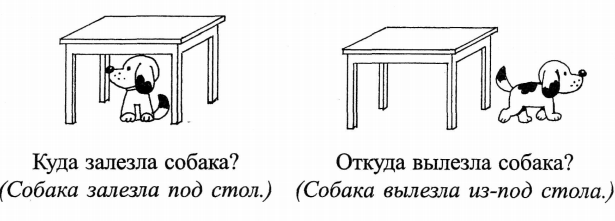 Куда залезла собака?
(Собака залезла под стол.)
Откуда вылезла собака?
(Собака вылезла из-под стола.)